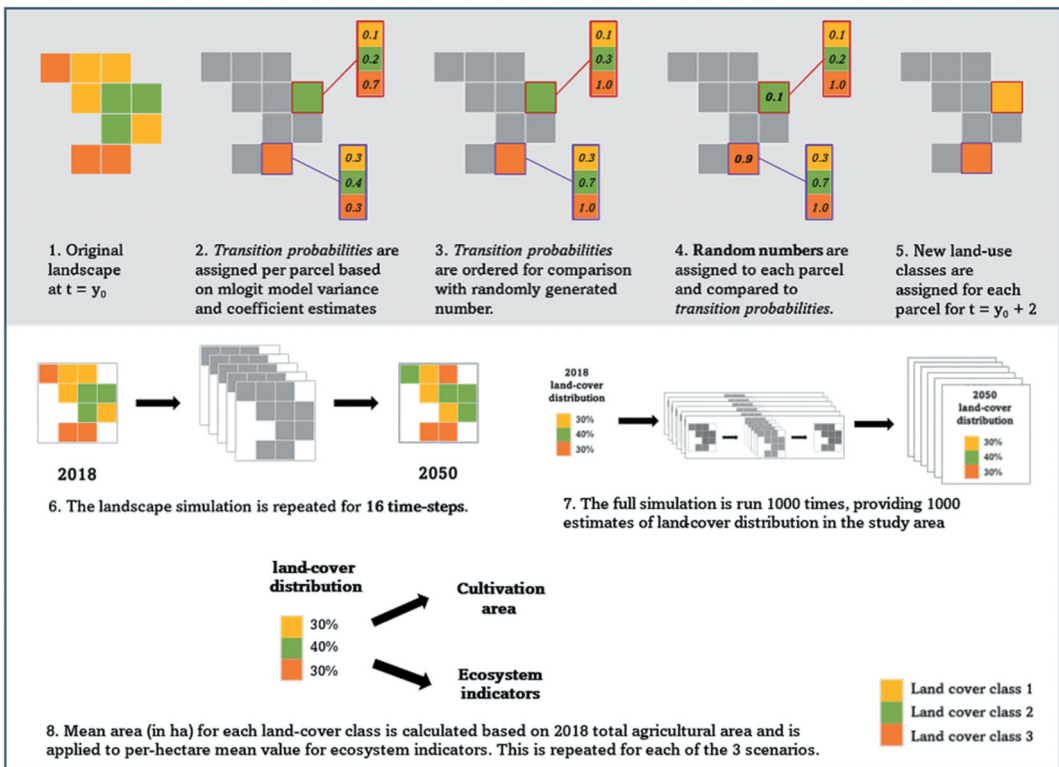 0.1
0.2
0.7
0.3
0.4
0.3
0.1
0.3
1.0
0.3
0.7
1.0
0.1
0.2
1.0
0.1
0.9
0.3
0.7
1.0
1. Original
landscape
at t = y₀
2. Transition probabilities are
assigned per parcel based
on mlogit model variance
and coefficient estimates
3. Transition probabilities
are ordered for comparison
with randomly generated
number.
4. Random numbers are
assigned to each parcel
and compared to
transition probabilities.
5. New land-use
classes are
assigned for each
parcel for t = y₀ + 2
2018
2050
6. The landscape simulation is repeated for 16 time-steps.
2018
land-cover
distribution
30%
40%
30%
2050
land-cover
distribution
30%
40%
30%
7. The full simulation is run 1000 times, providing 1000
estimates of land-cover distribution in the study area
land-cover
distribution
30%
40%
30%
Cultivation
area
Ecosystem
indicators
Land cover class 1
Land cover class 2
Land cover class 3
8. Mean area (in ha) for each land-cover class is calculated based on 2018 total agricultural area and is
applied to per-hectare mean value for ecosystem indicators. This is repeated for each of the 3 scenarios.